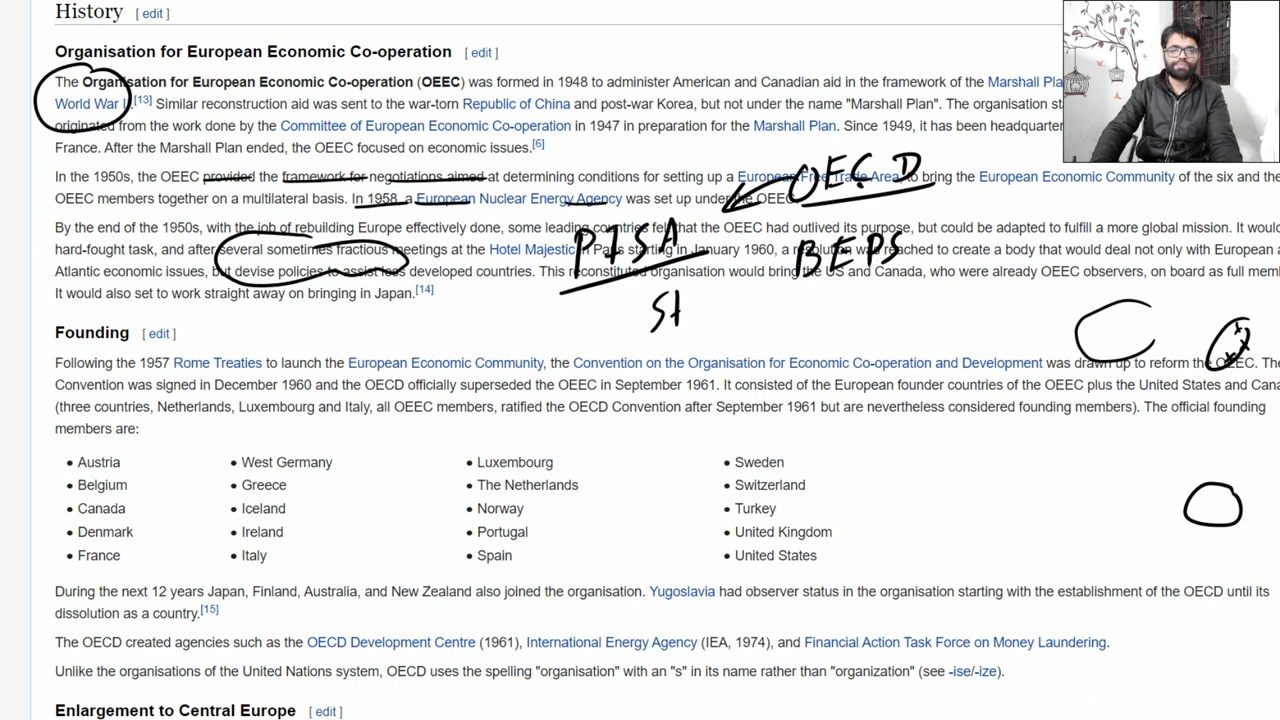 History [ edit ]
Organisation for European Economic Co-operation [ edit ]
The Organisation for European Economic Co-operation (OEEC) was formed in 1948 to administer American and Canadian aid in the framework of the Marshall Pla
World War [13] Similar reconstruction aid was sent to the war-torn Republic of China and post-war Korea, but not under the name "Marshall Plan". The organisation st
originated from the work done by the Committee of European Economic Co-operation in 1947 in preparation for the Marshall Plan. Since 1949, it has been headquarter
France. After the Marshall Plan ended, the OEEC focused on economic issues.[6]
In the 1950s, the OEEC provided the framework for negotiations aimed at determining conditions for setting up a European Free Trade Area, to bring the European Economic Community of the six and the
OECD
OEEC members together on a multilateral basis. In 1958, a European Nuclear Energy Agency was set up under the OEEC.
By the end of the 1950s, with the job of rebuilding Europe effectively done, some leading countries felt that the OEEC had outlived its purpose, but could be adapted to fulfill a more global mission. It woul
PISA BEPS
hard-fought task, and after several sometimes fractious meetings at the Hotel Majestic in Paris starting in January 1960, a resolution was reached to create a body that would deal not only with European a
Atlantic economic issues, but devise policies to assist less developed countries. This reconstituted organisation would bring the US and Canada, who were already OEEC observers, on board as full mem
It would also set to work straight away on bringing in Japan.[14]
Founding [ edit ]
Following the 1957 Rome Treaties to launch the European Economic Community, the Convention on the Organisation for Economic Co-operation and Development was drawn up to reform the OEEC. The
Convention was signed in December 1960 and the OECD officially superseded the OEEC in September 1961. It consisted of the European founder countries of the OEEC plus the United States and Cana
(three countries, Netherlands, Luxembourg and Italy, all OEEC members, ratified the OECD Convention after September 1961 but are nevertheless considered founding members). The official founding
members are:
• Austria • West Germany • Luxembourg • Sweden
• Belgium • Greece • The Netherlands • Switzerland
• Canada • Iceland • Norway • Turkey
• Denmark • Ireland • Portugal • United Kingdom
• France • Italy • Spain • United States
During the next 12 years Japan, Finland, Australia, and New Zealand also joined the organisation. Yugoslavia had observer status in the organisation starting with the establishment of the OECD until its
dissolution as a country.[15]
The OECD created agencies such as the OECD Development Centre (1961), International Energy Agency (IEA, 1974), and Financial Action Task Force on Money Laundering.
Unlike the organisations of the United Nations system, OECD uses the spelling "organisation" with an "s" in its name rather than "organization" (see -ise/-ize).
Enlargement to Central Europe [ edit ]